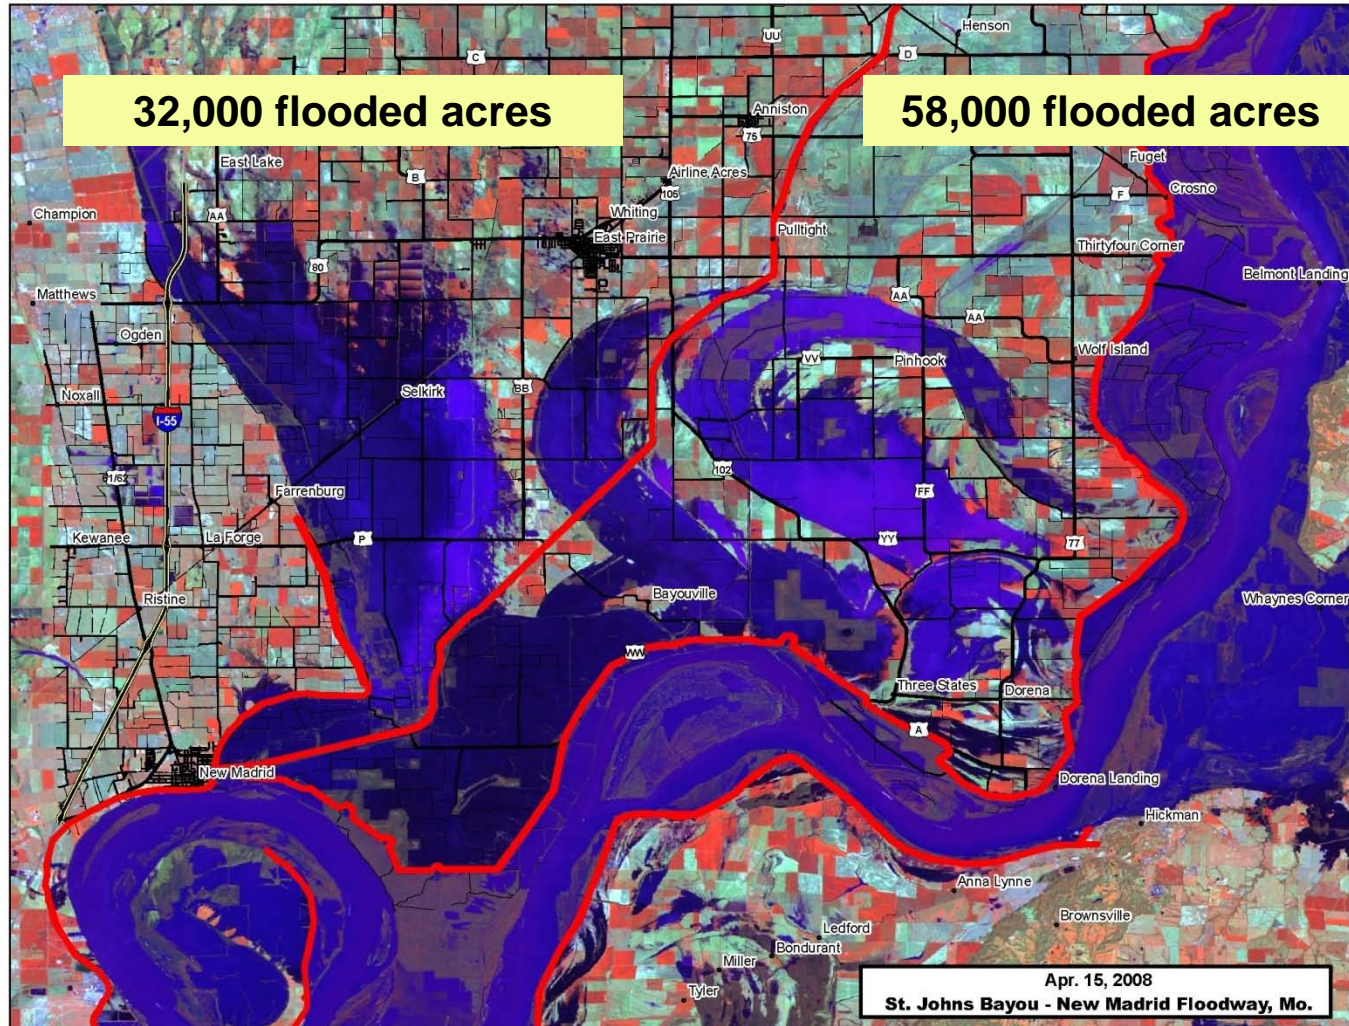 Henson
UU
C
D
32,000 flooded acres
58,000 flooded acres
Anniston
75
East Lake
Fuget
B
Airline Acres
105
F
Crosno
Champion
AA
Whiting
East Prairie
Pulltight
Thirtyfour Corner
80
Belmont Landing
Matthews
AA
AA
Ogden
Wolf Island
VV
Pinhook
Noxall
Selkirk
BB
I-55
102
61/62
FF
Farrenburg
Kewanee
La Forge
P
YY
77
Ristine
Bayouville
Whaynes Corner
WW
Three States
Dorena
A
New Madrid
Dorena Landing
Hickman
Anna Lynne
Brownsville
Ledford
Bondurant
Miller
Tyler
Apr. 15, 2008
St. Johns Bayou - New Madrid Floodway, Mo.